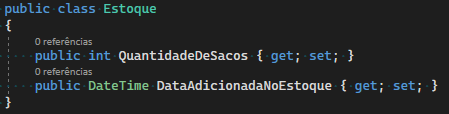 public class Estoque
{
0 referências
public int QuantidadeDeSacos { get; set; }
0 referências
public DateTime DataAdicionadaNoEstoque { get; set; }
}